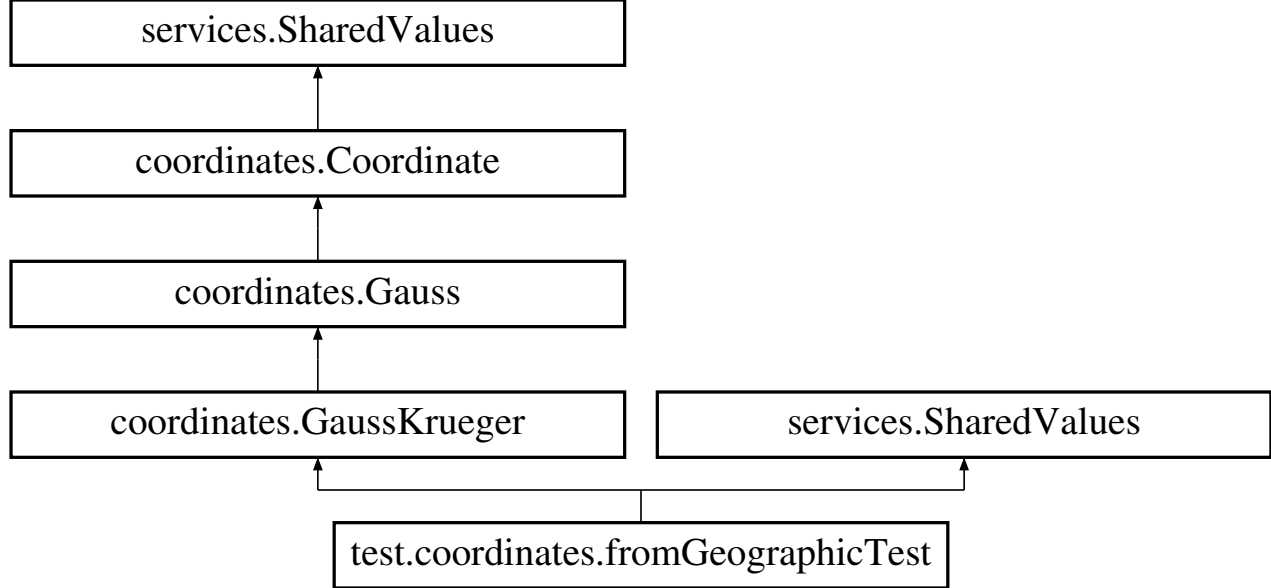 services.SharedValues
coordinates.Coordinate
coordinates.Gauss
coordinates.GaussKrueger
services.SharedValues
test.coordinates.fromGeographicTest